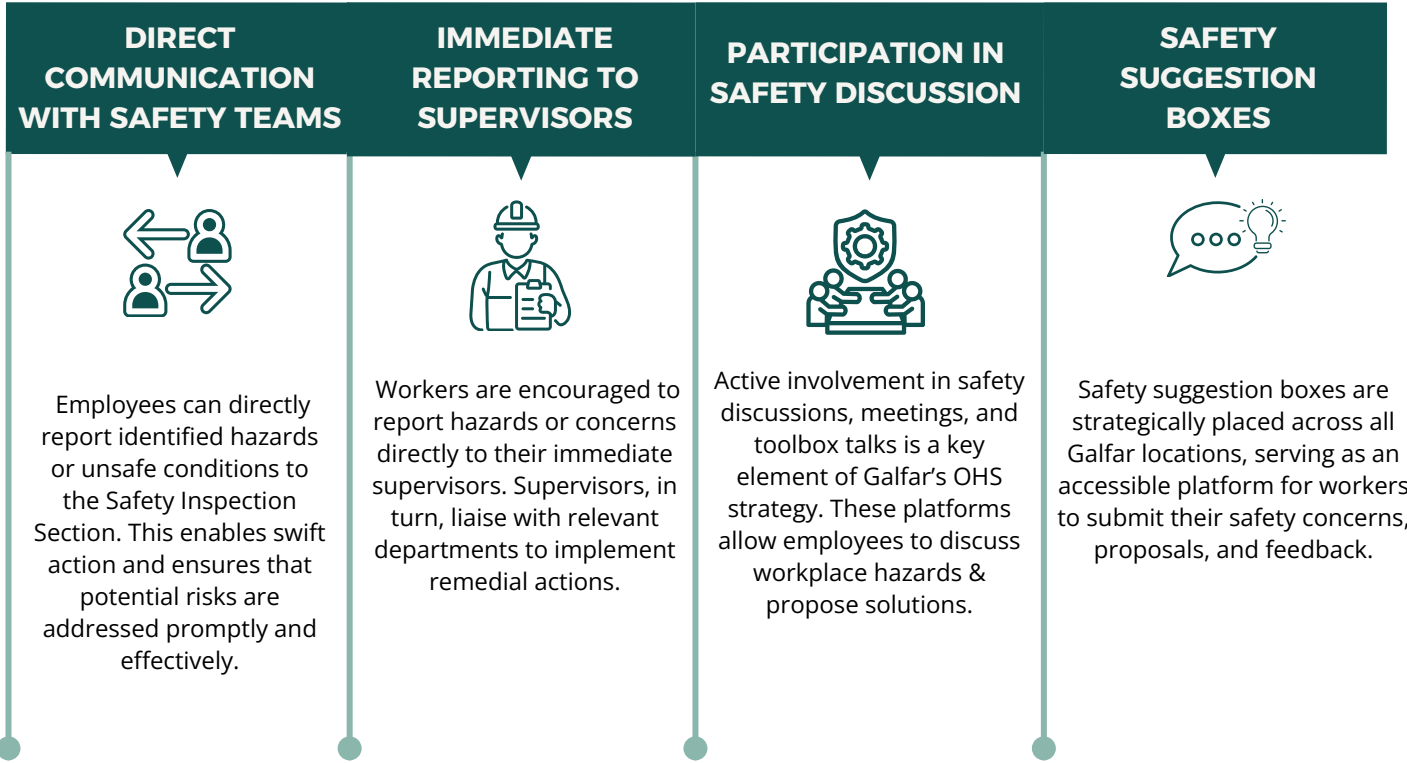 DIRECT
COMMUNICATION
WITH SAFETY TEAMS
Employees can directly
report identified hazards
or unsafe conditions to
the Safety Inspection
Section. This enables swift
action and ensures that
potential risks are
addressed promptly and
effectively.
IMMEDIATE
REPORTING TO
SUPERVISORS
Workers are encouraged to
report hazards or concerns
directly to their immediate
supervisors. Supervisors, in
turn, liaise with relevant
departments to implement
remedial actions.
PARTICIPATION IN
SAFETY DISCUSSION
Active involvement in safety
discussions, meetings, and
toolbox talks is a key
element of Galfar’s OHS
strategy. These platforms
allow employees to discuss
workplace hazards &
propose solutions.
SAFETY
SUGGESTION
BOXES
Safety suggestion boxes are
strategically placed across all
Galfar locations, serving as an
accessible platform for workers
to submit their safety concerns,
proposals, and feedback.